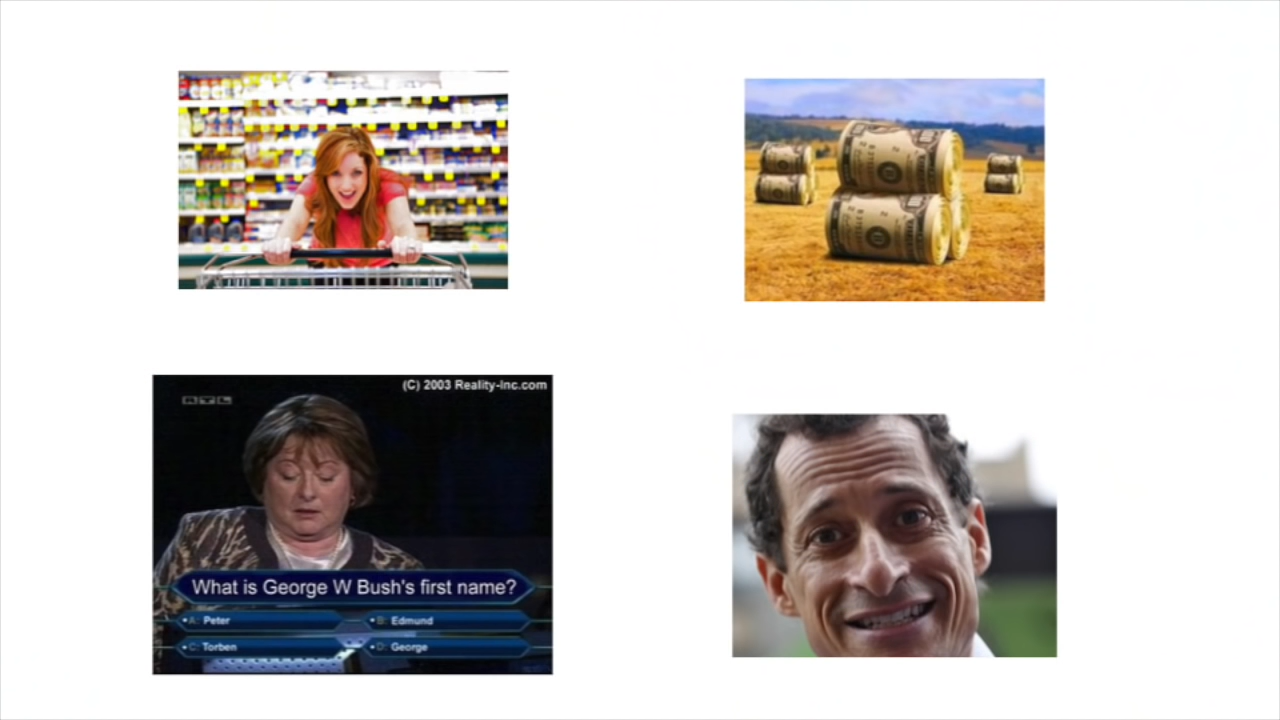 (C) 2003 Reality-Inc.com
RTL
What is George W Bush's first name?
A: Peter
B: Edmund
C: Torben
D: George